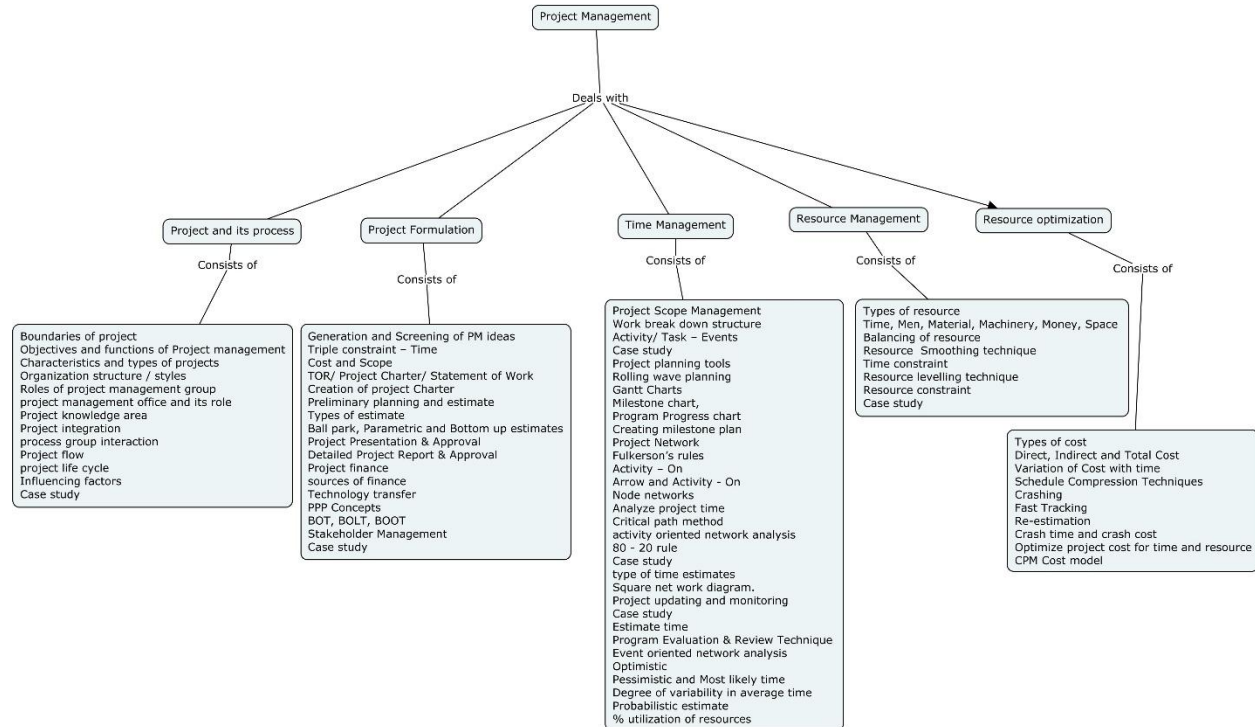 Project Management
Deals with
Project and its process
Project Formulation
Time Management
Resource Management
Resource optimization
Consists of
Consists of
Consists of
Consists of
Consists of
Boundaries of project
Objectives and functions of Project management
Characteristics and types of projects
Organization structure / styles
Roles of project management group
project management office and its role
Project knowledge area
Project integration
process group interaction
Project flow
project life cycle
Influencing factors
Case study
Generation and Screening of PM ideas
Triple constraint – Time
Cost and Scope
TOR/ Project Charter/ Statement of Work
Creation of project Charter
Preliminary planning and estimate
Types of estimate
Ball park, Parametric and Bottom up estimates
Project Presentation & Approval
Detailed Project Report & Approval
Project finance
sources of finance
Technology transfer
PPP Concepts
BOT, BOLT, BOOT
Stakeholder Management
Case study
Project Scope Management
Work break down structure
Activity/ Task – Events
Case study
Project planning tools
Rolling wave planning
Gantt Charts
Milestone chart,
Program Progress chart
Creating milestone plan
Project Network
Fulkerson's rules
Activity – On
Arrow and Activity - On
Node networks
Analyze project time
Critical path method
activity oriented network analysis
80 - 20 rule
Case study
type of time estimates
Square net work diagram.
Project updating and monitoring
Case study
Estimate time
Program Evaluation & Review Technique
Event oriented network analysis
Optimistic
Pessimistic and Most likely time
Degree of variability in average time
Probabilistic estimate
% utilization of resources
Types of resource
Time, Men, Material, Machinery, Money, Space
Balancing of resource
Resource Smoothing technique
Time constraint
Resource levelling technique
Resource constraint
Case study
Types of cost
Direct, Indirect and Total Cost
Variation of Cost with time
Schedule Compression Techniques
Crashing
Fast Tracking
Re-estimation
Crash time and crash cost
Optimize project cost for time and resource
CPM Cost model